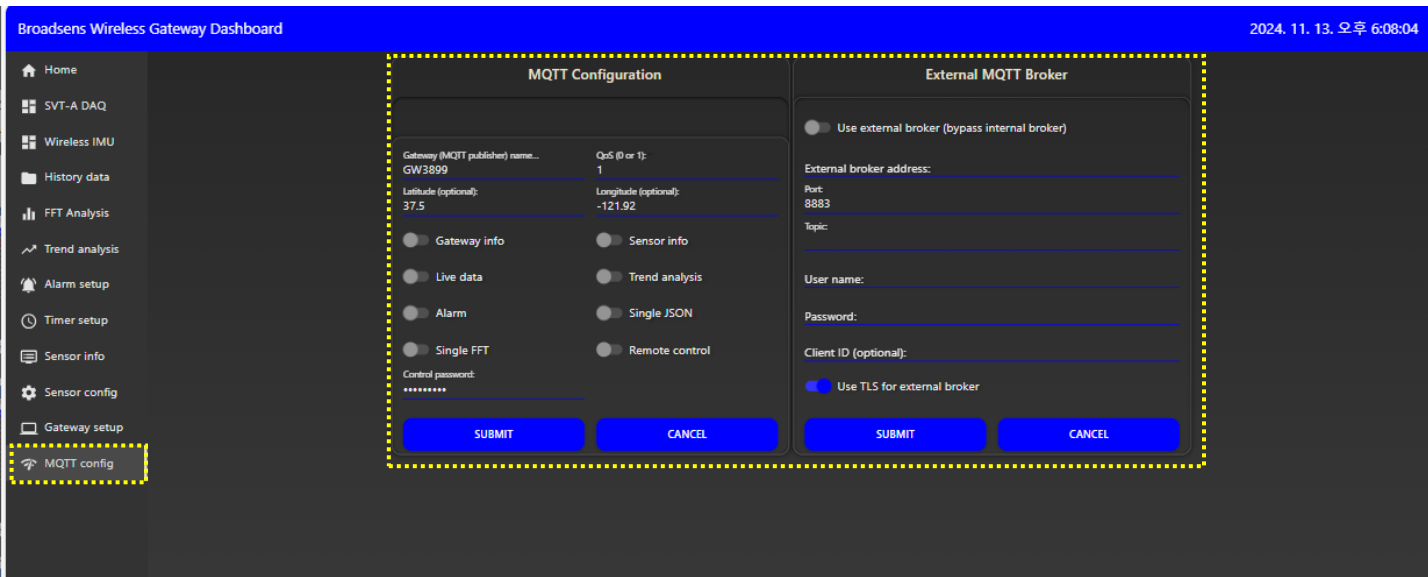 Broadsens Wireless Gateway Dashboard
2024. 11. 13. 오후 6:08:04
Home
SVT-A DAQ
Wireless IMU
History data
FFT Analysis
Trend analysis
Alarm setup
Timer setup
Sensor info
Sensor config
Gateway setup
MQTT config
MQTT Configuration
Gateway (MQTT publisher) name...
QoS (0 or 1):
GW3899
1
Latitude (optional):
Longitude (optional):
37.5
-121.92
Gateway info
Sensor info
Live data
Trend analysis
Alarm
Single JSON
Single FFT
Remote control
Control password:
•••••••••
SUBMIT
CANCEL
External MQTT Broker
Use external broker (bypass internal broker)
External broker address:
Port:
8883
Topic:
User name:
Password:
Client ID (optional):
Use TLS for external broker
SUBMIT
CANCEL